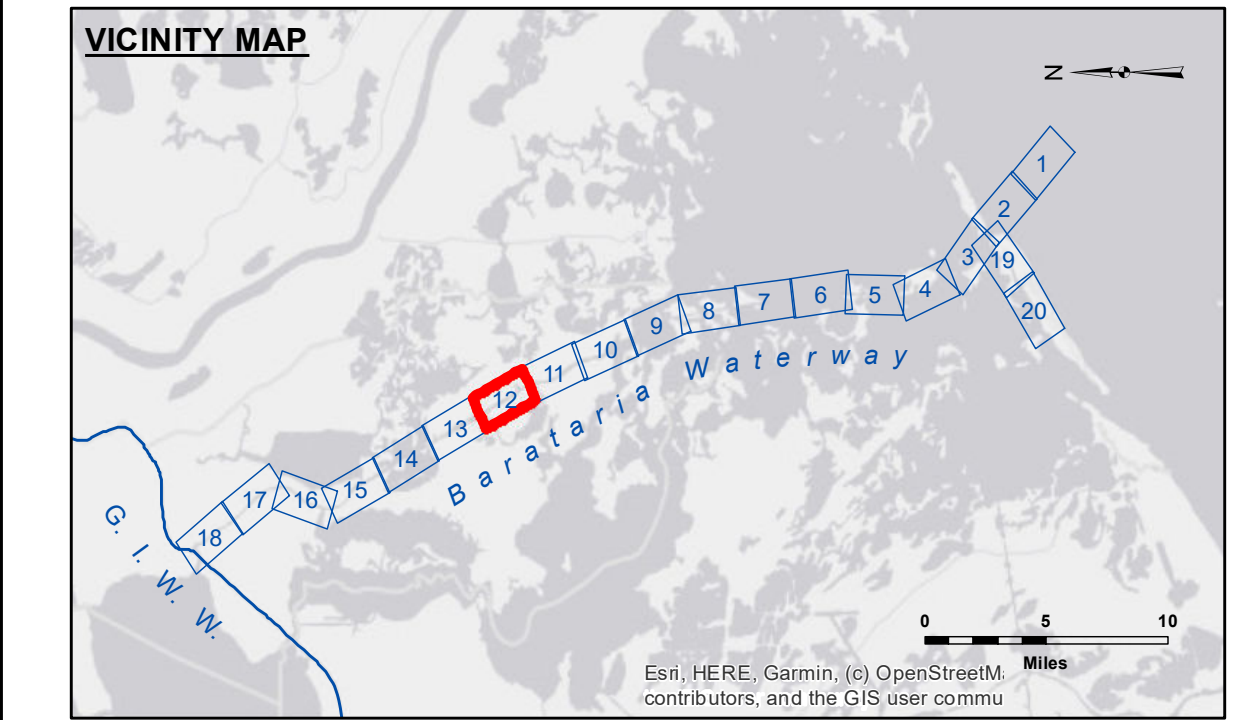 VICINITY MAP
N
1
2
3
19
20
4
5
6
7
8
9
10
11
12
13
14
15
16
17
18
Barataria Waterway
G. I. W. W.
0 5 10
Miles
Esri, HERE, Garmin, (c) OpenStreetM
contributors, and the GIS user commu